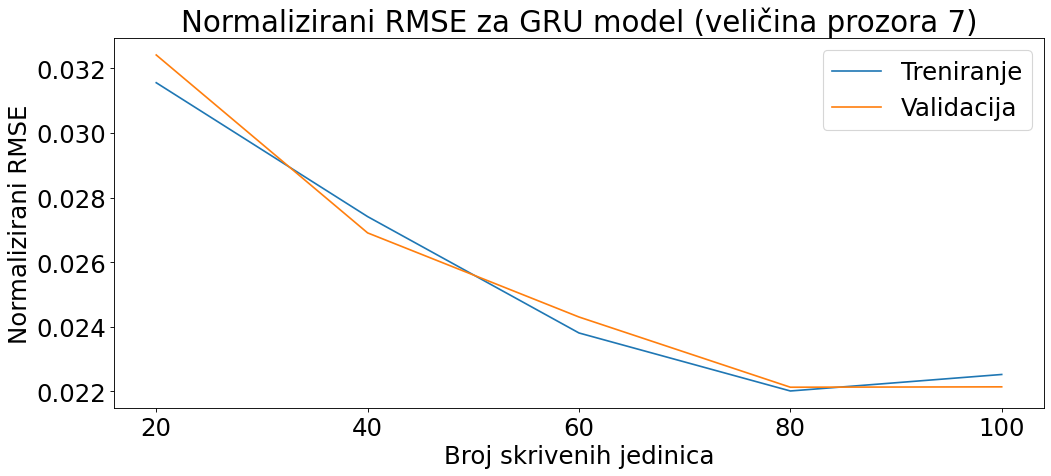 Normalizirani RMSE za GRU model (veličina prozora 7)
Treniranje
Validacija
Normalizirani RMSE
0.032
0.030
0.028
0.026
0.024
0.022
20 40 60 80 100
Broj skrivenih jedinica